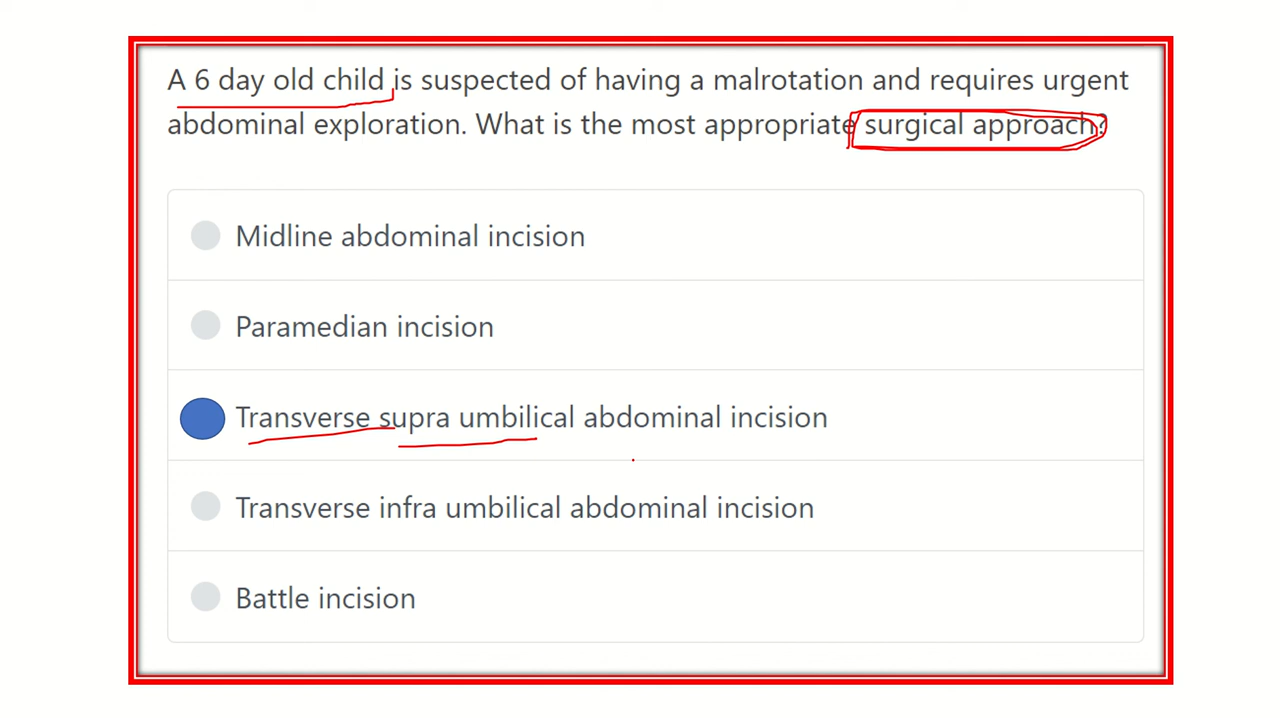 A 6 day old child is suspected of having a malrotation and requires urgent
abdominal exploration. What is the most appropriate surgical approach?
Midline abdominal incision
Paramedian incision
Transverse supra umbilical abdominal incision
Transverse infra umbilical abdominal incision
Battle incision